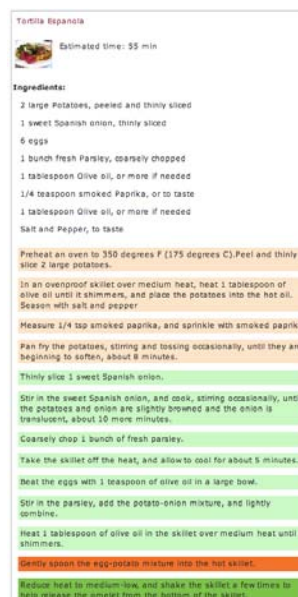 Tortilla Espanola
Estimated time: 55 min
Ingredients:
2 large Potatoes, peeled and thinly sliced
1 sweet Spanish onion, thinly sliced
6 eggs
1 bunch fresh Parsley, coarsely chopped
1 tablespoon Olive oil, or more if needed
1/4 teaspoon smoked Paprika, or to taste
1 tablespoon Olive oil, or more if needed
Salt and Pepper, to taste
Preheat an oven to 350 degrees F (175 degrees C).Peel and thinly
slice 2 large potatoes.
In an ovenproof skillet over medium heat, heat 1 tablespoon of
olive oil until it shimmers, and place the potatoes into the hot oil.
Season with salt and pepper
Measure 1/4 tsp smoked paprika, and sprinkle with smoked paprik
Pan fry the potatoes, stirring and tossing occasionally, until they ar
beginning to soften, about 8 minutes.
Thinly slice 1 sweet Spanish onion.
Stir in the sweet Spanish onion, and cook, stirring occasionally, unti
the potatoes and onion are slightly browned and the onion is
translucent, about 10 more minutes.
Coarsely chop 1 bunch of fresh parsley.
Take the skillet off the heat, and allow to cool for about 5 minutes.
Beat the eggs with 1 teaspoon of olive oil in a large bowl.
Stir in the parsley, add the potato-onion mixture, and lightly
combine.
Heat 1 tablespoon of olive oil in the skillet over medium heat until
shimmers.
Gently spoon the egg-potato mixture into the hot skillet.
Reduce heat to medium-low, and shake the skillet a few times to
help release the omelet from the bottom of the skillet.